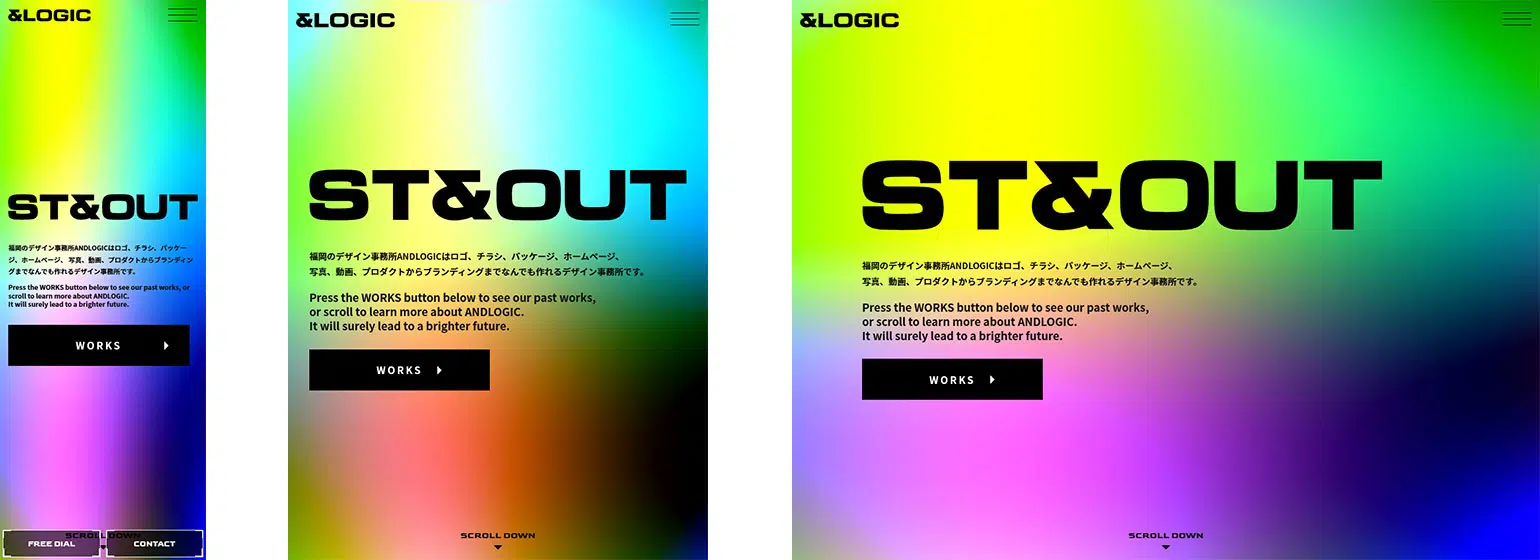 &LOGIC
ST&OUT
福岡のデザイン事務所ANDLOGICはロゴ、チラシ、パッケー
ジ、ホームページ、写真、動画、プロダクトからブランディン
グまでなんでも作れるデザイン事務所です。
Press the WORKS button below to see our past works, or
scroll to learn more about ANDLOGIC.
It will surely lead to a brighter future.
WORKS
SCROLL DOWN
FREE DIAL
CONTACT
&LOGIC
ST&OUT
福岡のデザイン事務所ANDLOGICはロゴ、チラシ、パッケージ、ホームページ、
写真、動画、プロダクトからブランディングまでなんでも作れるデザイン事務所です。
Press the WORKS button below to see our past works,
or scroll to learn more about ANDLOGIC.
It will surely lead to a brighter future.
WORKS
SCROLL DOWN
&LOGIC
ST&OUT
福岡のデザイン事務所ANDLOGICはロゴ、チラシ、パッケージ、ホームページ、
写真、動画、プロダクトからブランディングまでなんでも作れるデザイン事務所です。
Press the WORKS button below to see our past works,
or scroll to learn more about ANDLOGIC.
It will surely lead to a brighter future.
WORKS
SCROLL DOWN